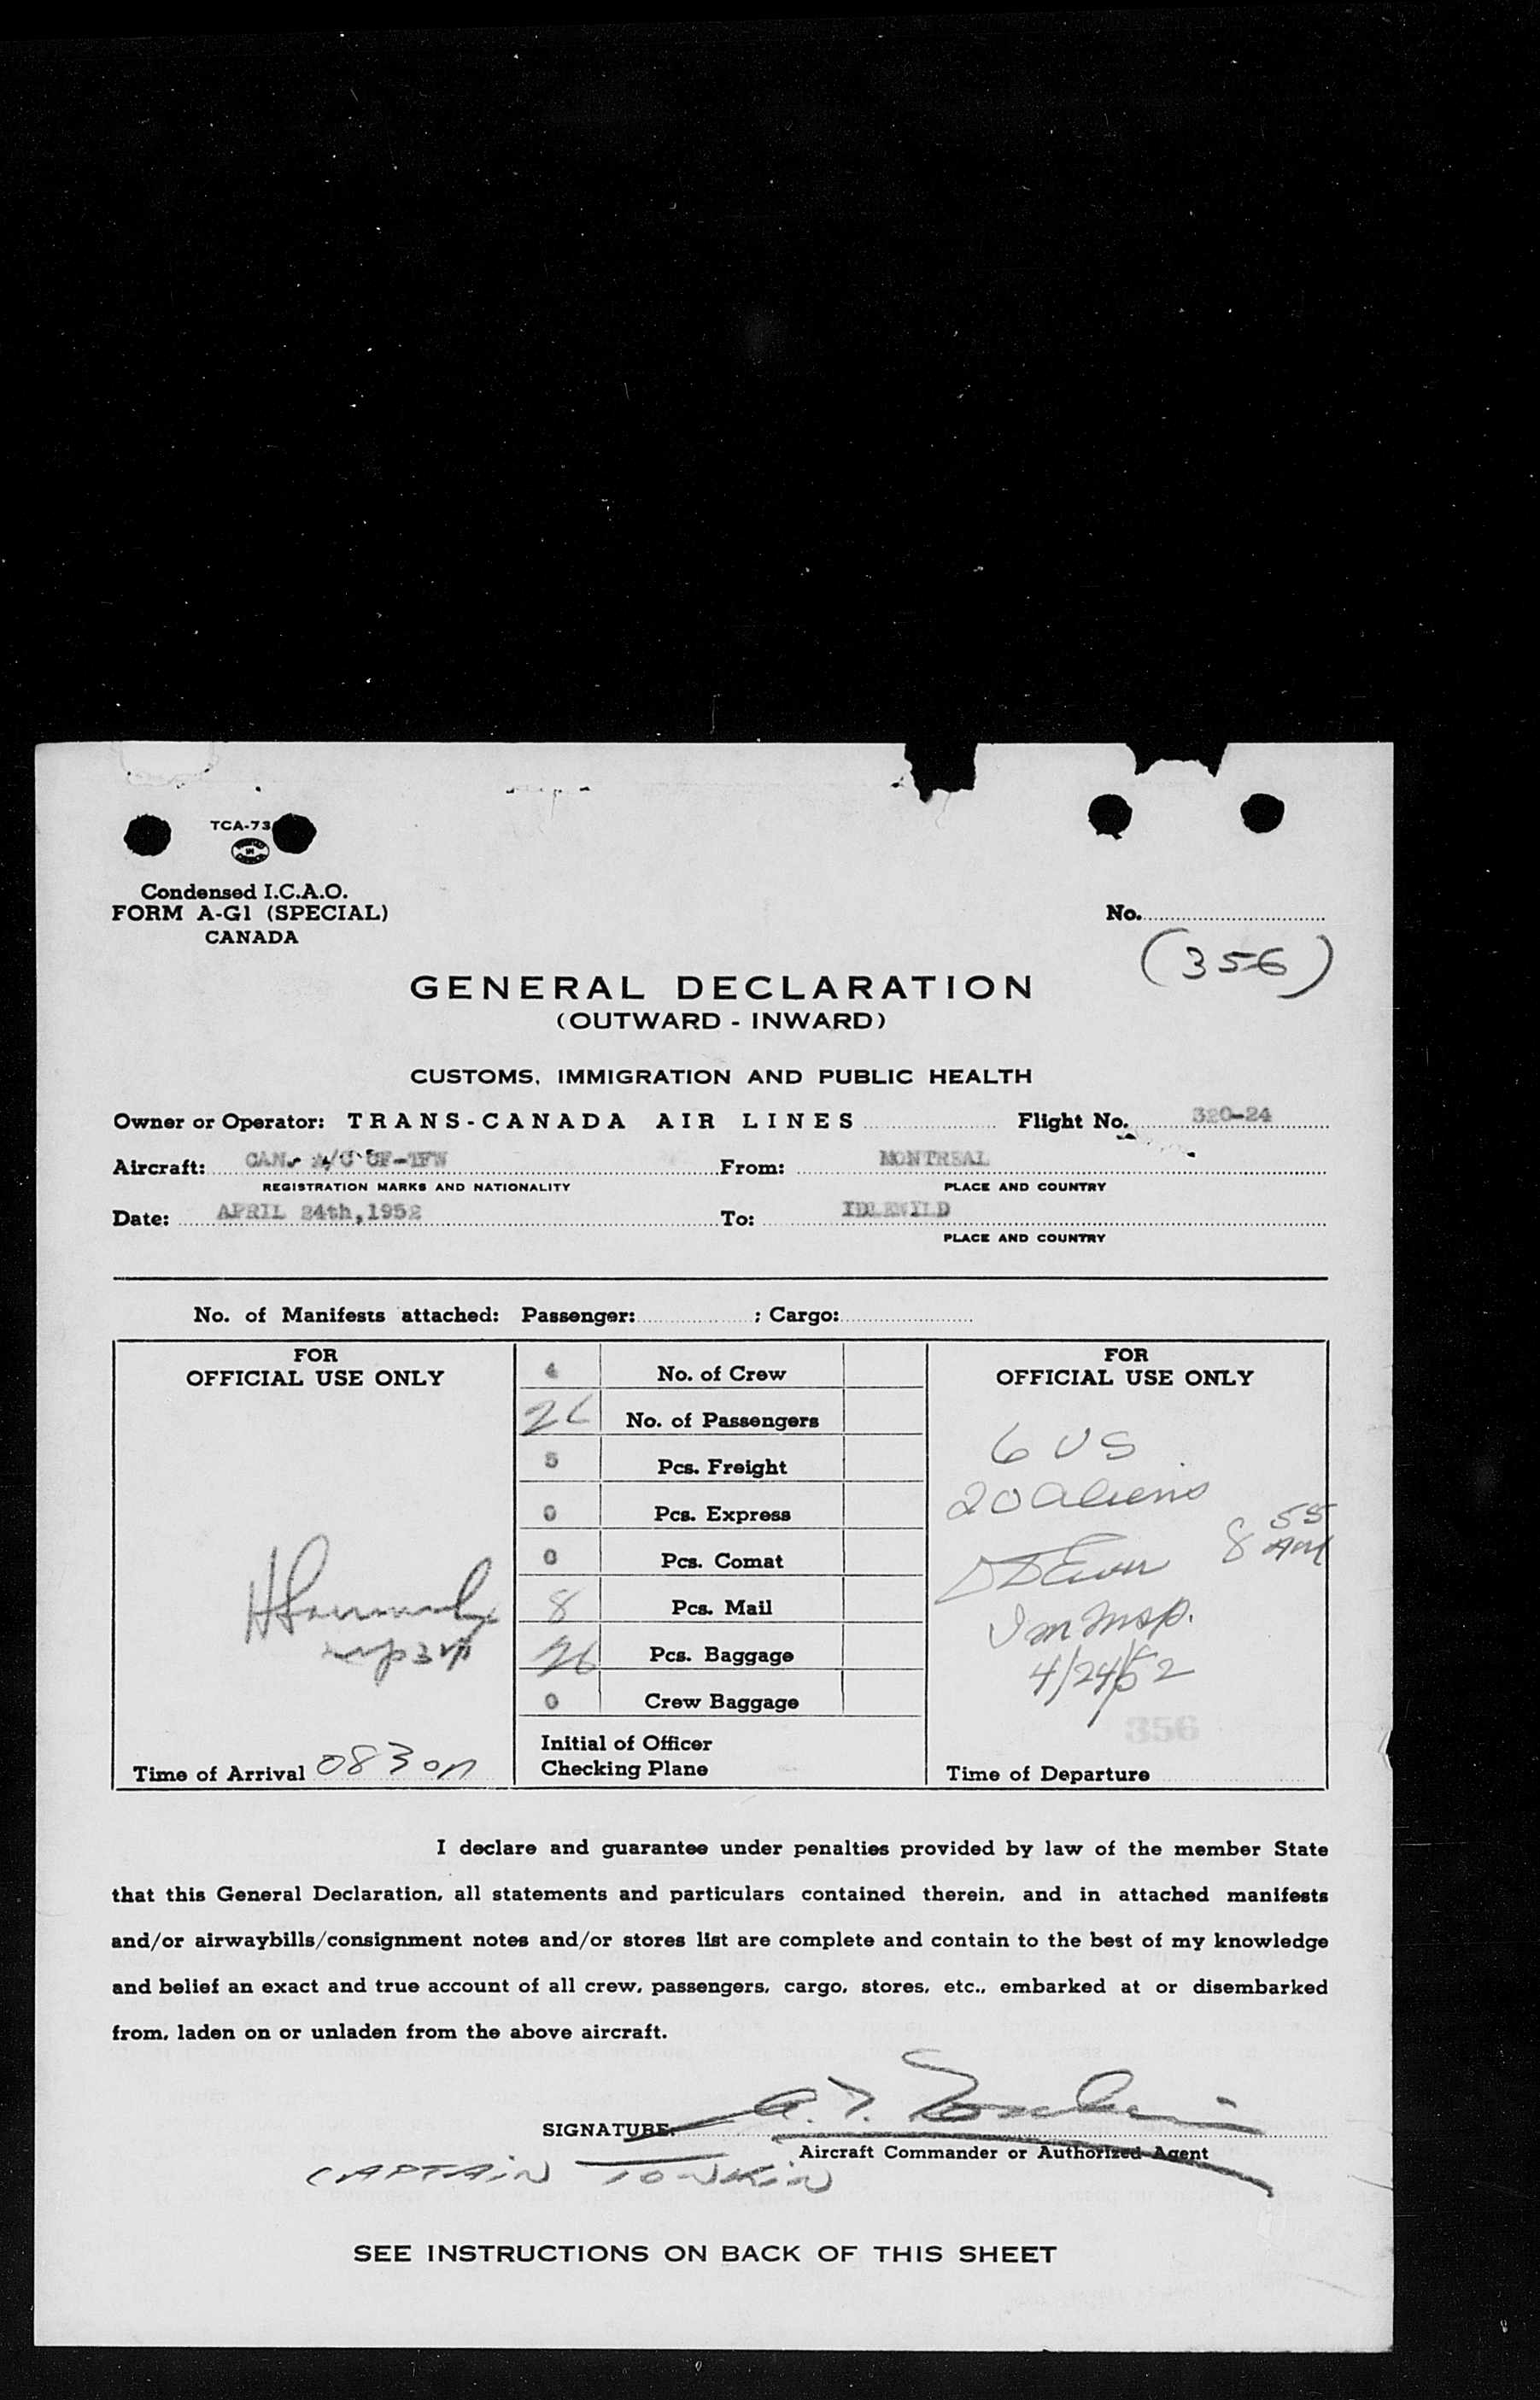 TCA-73
Condensed I.C.A.O.
FORM A-G1 (SPECIAL)
CANADA
No.
(356)
GENERAL DECLARATION
(OUTWARD - INWARD)
CUSTOMS, IMMIGRATION AND PUBLIC HEALTH
Owner or Operator: TRANS-CANADA AIR LINES Flight No. 320-24
Aircraft: CAN. A/C CF-TFW From: MONTREAL
REGISTRATION MARKS AND NATIONALITY PLACE AND COUNTRY
Date: APRIL 24th,1952 To: IDLEWILD
PLACE AND COUNTRY
No. of Manifests attached: Passenger: ; Cargo:
FOR
OFFICIAL USE ONLY
Time of Arrival 0830
4 No. of Crew
26 No. of Passengers
5 Pcs. Freight
0 Pcs. Express
0 Pcs. Comat
8 Pcs. Mail
26 Pcs. Baggage
0 Crew Baggage
Initial of Officer
Checking Plane
FOR
OFFICIAL USE ONLY
6 US
20 aliens
8 55 AM
Im Insp.
4/24/52
356
Time of Departure
I declare and guarantee under penalties provided by law of the member State
that this General Declaration, all statements and particulars contained therein, and in attached manifests
and/or airwaybills/consignment notes and/or stores list are complete and contain to the best of my knowledge
and belief an exact and true account of all crew, passengers, cargo, stores, etc., embarked at or disembarked
from, laden on or unladen from the above aircraft.
SIGNATURE:
Aircraft Commander or Authorized Agent
CAPTAIN TONKIN
SEE INSTRUCTIONS ON BACK OF THIS SHEET